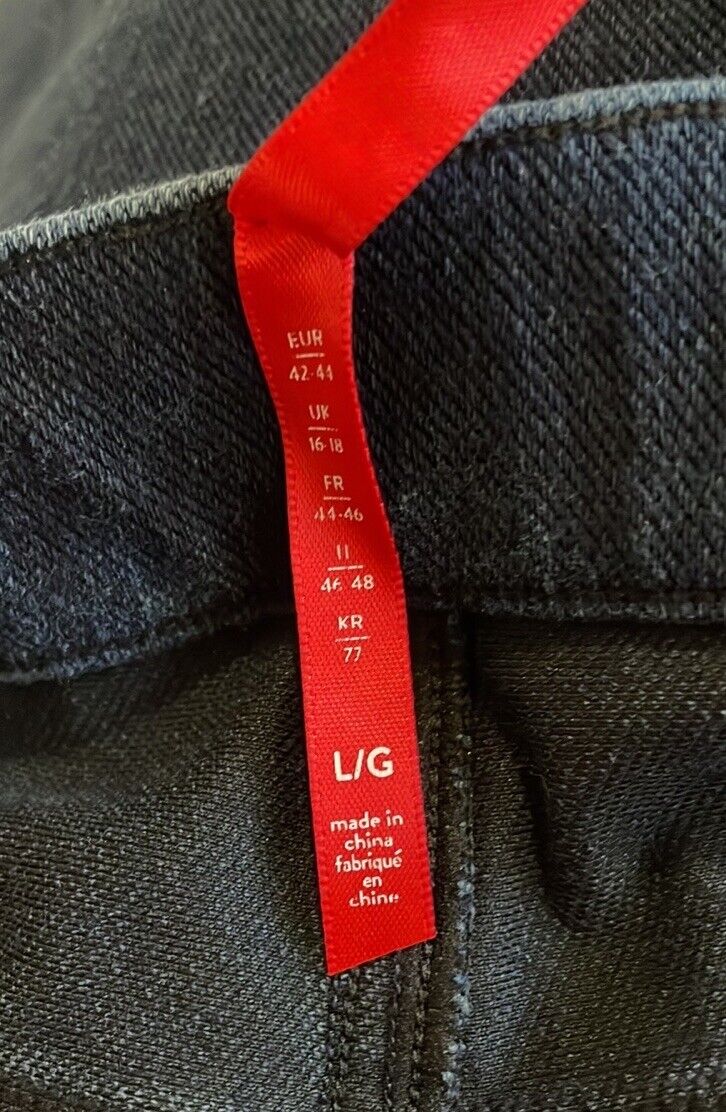 EUR
42-44
UK
16-18
FR
44-46
IT
46-48
KR
77
L/G
made in
china
fabriqué
en
chine